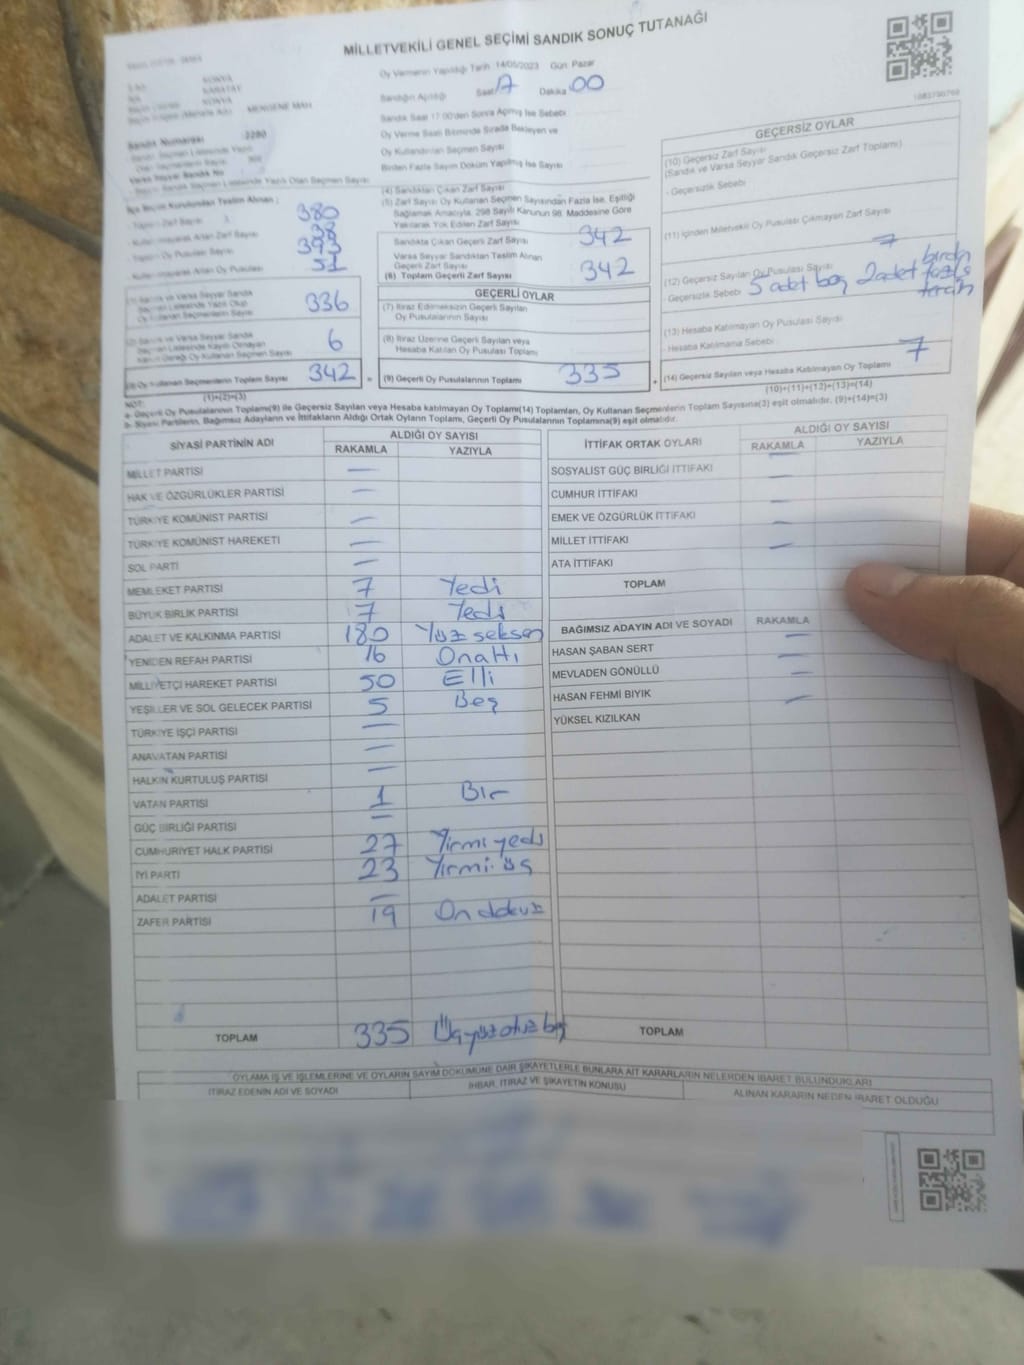 MİLLETVEKİLİ GENEL SEÇİMİ SANDIK SONUÇ TUTANAĞI
Oy Vermenin Yapıldığı Tarih 14/05/2023 Gün Pazar
KONYA
KARATAY
KONYA
MENGENE MAH
Sandığın Açıldığı Saat 17 Dakika 00
Sandık Saat 17:00'den Sonra Açılmış İse Sebebi
Oy Verme Saati Bitiminde Sırada Bekleyen ve
Oy Kullandırılan Seçmen Sayısı
Birden Fazla Sayım Döküm Yapılmış İse Sayısı
Sandık Numarası
(4) Sandıktan Çıkan Zarf Sayısı
(5) Zarf Sayısı Oy Kullanan Seçmen Sayısından Fazla İse, Eşitliği
Sağlamak Amacıyla, 298 Sayılı Kanunun 98. Maddesine Göre
Yakılarak Yok Edilen Zarf Sayısı
380
38
393
51
Sandıkta Çıkan Geçerli Zarf Sayısı 342
Varsa Seyyar Sandıktan Teslim Alınan
Geçerli Zarf Sayısı
(6) Toplam Geçerli Zarf Sayısı 342
336
6
(3) Oy Kullanan Seçmenlerin Toplam Sayısı 342
(1)+(2)=(3)
GEÇERLİ OYLAR
(7) İtiraz Edilmeksizin Geçerli Sayılan
Oy Pusulalarının Sayısı
(8) İtiraz Üzerine Geçerli Sayılan veya
Hesaba Katılan Oy Pusulası Toplamı
(9) Geçerli Oy Pusulalarının Toplamı 335
GEÇERSİZ OYLAR
(10) Geçersiz Zarf Sayısı
(Sandık ve Varsa Seyyar Sandık Geçersiz Zarf Toplamı)
- Geçersizlik Sebebi
(11) İçinden Milletvekili Oy Pusulası Çıkmayan Zarf Sayısı
(12) Geçersiz Sayılan Oy Pusulası Sayısı 7
- Geçersizlik Sebebi 5 adet boş 2 adet birden fazla tercih
(13) Hesaba Katılmayan Oy Pusulası Sayısı
- Hesaba Katılmama Sebebi
(14) Geçersiz Sayılan veya Hesaba Katılmayan Oy Toplamı 7
(10)+(11)+(12)+(13)=(14)
NOT:
a- Geçerli Oy Pusulalarının Toplamı(9) ile Geçersiz Sayılan veya Hesaba katılmayan Oy Toplamı(14) Toplamları, Oy Kullanan Seçmenlerin Toplam Sayısına(3) eşit olmalıdır. (9)+(14)=(3)
b- Siyasi Partilerin, Bağımsız Adayların ve İttifakların Aldığı Ortak Oyların Toplamı, Geçerli Oy Pusulalarının Toplamına(9) eşit olmalıdır.
SİYASİ PARTİNİN ADI ALDIĞI OY SAYISI
RAKAMLA YAZIYLA
MİLLET PARTİSİ —
HAK VE ÖZGÜRLÜKLER PARTİSİ —
TÜRKİYE KOMÜNİST PARTİSİ —
TÜRKİYE KOMÜNİST HAREKETİ —
SOL PARTİ —
MEMLEKET PARTİSİ 7 Yedi
BÜYÜK BİRLİK PARTİSİ 7 Yedi
ADALET VE KALKINMA PARTİSİ 180 Yüz seksen
YENİDEN REFAH PARTİSİ 16 Onaltı
MİLLİYETÇİ HAREKET PARTİSİ 50 Elli
YEŞİLLER VE SOL GELECEK PARTİSİ 5 Beş
TÜRKİYE İŞÇİ PARTİSİ —
ANAVATAN PARTİSİ —
HALKIN KURTULUŞ PARTİSİ —
VATAN PARTİSİ 1 Bir
GÜÇ BİRLİĞİ PARTİSİ —
CUMHURİYET HALK PARTİSİ 27 Yirmi yedi
İYİ PARTİ 23 Yirmi üç
ADALET PARTİSİ —
ZAFER PARTİSİ 19 On dokuz
TOPLAM 335 Üçyüzotuzbeş
İTTİFAK ORTAK OYLARI ALDIĞI OY SAYISI
RAKAMLA YAZIYLA
SOSYALİST GÜÇ BİRLİĞİ İTTİFAKI —
CUMHUR İTTİFAKI —
EMEK VE ÖZGÜRLÜK İTTİFAKI —
MİLLET İTTİFAKI —
ATA İTTİFAKI —
TOPLAM
BAĞIMSIZ ADAYIN ADI VE SOYADI RAKAMLA
HASAN ŞABAN SERT —
MEVLADEN GÖNÜLLÜ —
HASAN FEHMİ BIYIK —
YÜKSEL KIZILKAN —
TOPLAM
OYLAMA İŞ VE İŞLEMLERİNE VE OYLARIN SAYIM DÖKÜMÜNE DAİR ŞİKAYETLERLE BUNLARA AİT KARARLARIN NELERDEN İBARET BULUNDUKLARI
İTİRAZ EDENİN ADI VE SOYADI İHBAR, İTİRAZ VE ŞİKAYETİN KONUSU ALINAN KARARIN NEDEN İBARET OLDUĞU